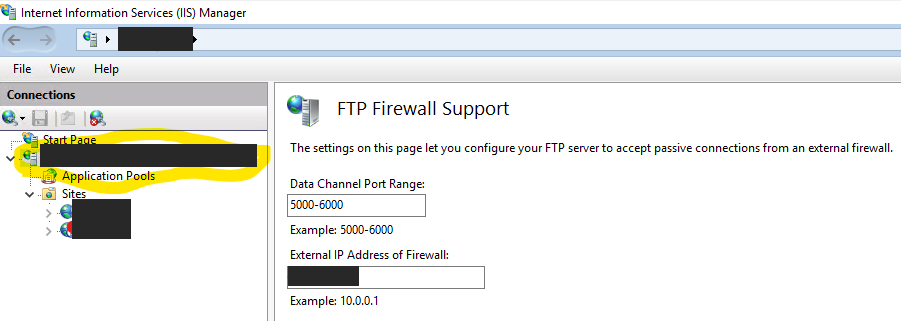 Internet Information Services (IIS) Manager
File View Help
Connections
Start Page
Application Pools
Sites
FTP Firewall Support
The settings on this page let you configure your FTP server to accept passive connections from an external firewall.
Data Channel Port Range:
5000-6000
Example: 5000-6000
External IP Address of Firewall:
Example: 10.0.0.1